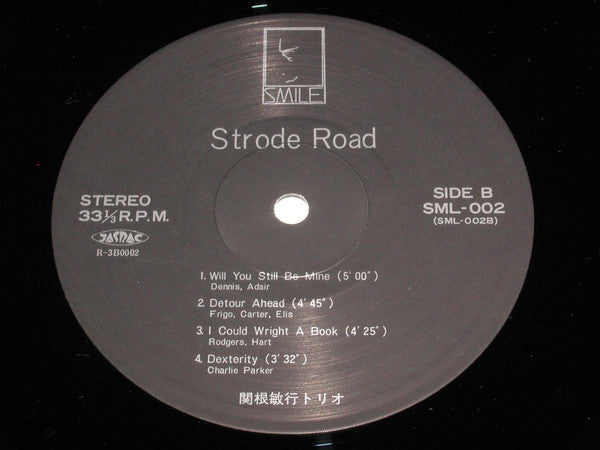 SMILE
Strode Road
STEREO
33⅓ R.P.M.
JASRAC
R-3B0002
SIDE B
SML-002
(SML-002B)
1. Will You Still Be Mine (5' 00")
Dennis, Adair
2. Detour Ahead (4' 45")
Frigo, Carter, Elis
3. I Could Wright A Book (4' 25")
Rodgers, Hart
4. Dexterity (3' 32")
Charlie Parker
関根敏行トリオ